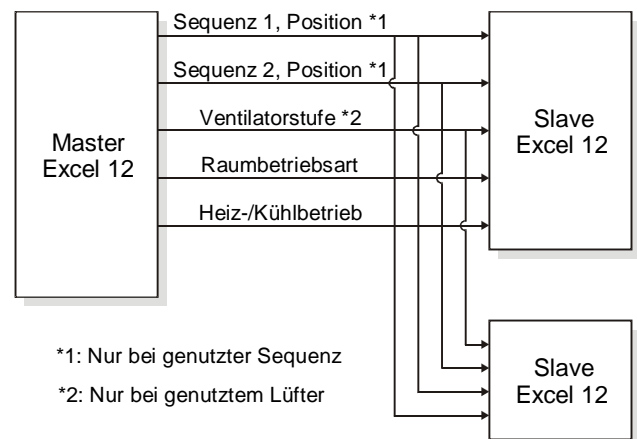 Sequenz 1, Position *1
Sequenz 2, Position *1
Ventilatorstufe *2
Raumbetriebsart
Heiz-/Kühlbetrieb
Master
Excel 12
Slave
Excel 12
*1: Nur bei genutzter Sequenz
*2: Nur bei genutztem Lüfter
Slave
Excel 12